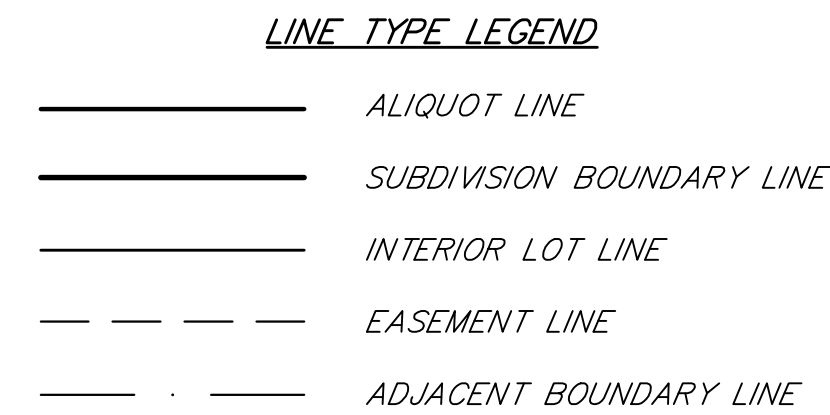 LINE TYPE LEGEND
ALIQUOT LINE
SUBDIVISION BOUNDARY LINE
INTERIOR LOT LINE
EASEMENT LINE
ADJACENT BOUNDARY LINE